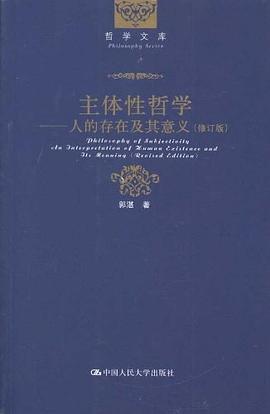 哲学文库
Philosophy Series
主体性哲学
——人的存在及其意义(修订版)
Philosophy of Subjectivity
An Interpretation of Human Existence and
Its Meaning (Revised Edition)
郭湛 著
中国人民大学出版社